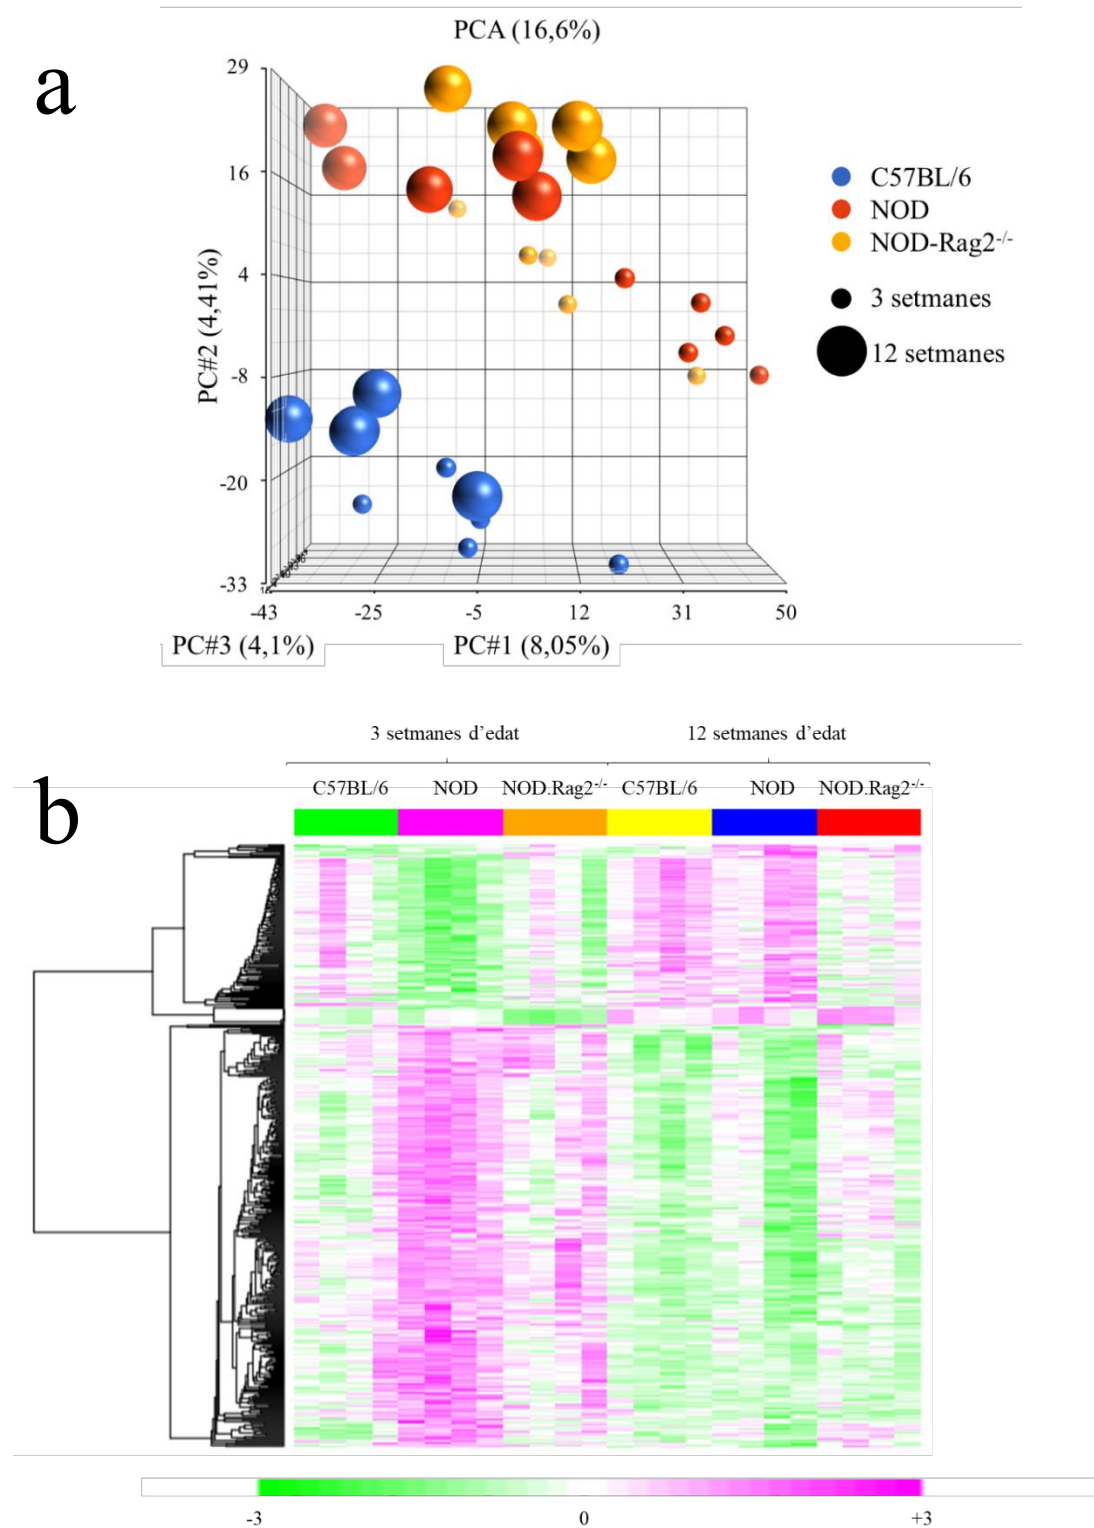 a
PCA (16,6%)
29
16
4
-8
-20
-33
PC#2 (4,41%)
-43 -25 -5 12 31 50
PC#3 (4,1%) PC#1 (8,05%)
C57BL/6
NOD
NOD-Rag2-/-
3 setmanes
12 setmanes
b
3 setmanes d’edat 12 setmanes d’edat
C57BL/6 NOD NOD.Rag2-/- C57BL/6 NOD NOD.Rag2-/-
-3 0 +3